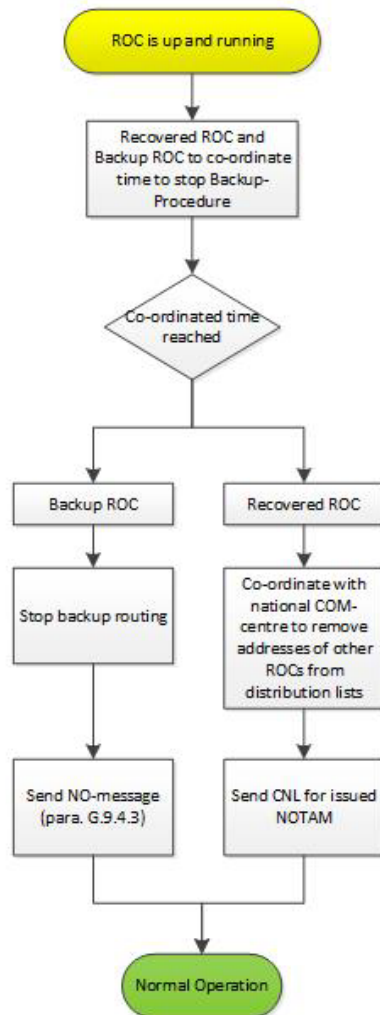 ROC is up and running
Recovered ROC and
Backup ROC to co-ordinate
time to stop Backup-
Procedure
Co-ordinated time
reached
Backup ROC
Recovered ROC
Stop backup routing
Co-ordinate with
national COM-
centre to remove
addresses of other
ROCs from
distribution lists
Send NO-message
(para. G.9.4.3)
Send CNL for issued
NOTAM
Normal Operation